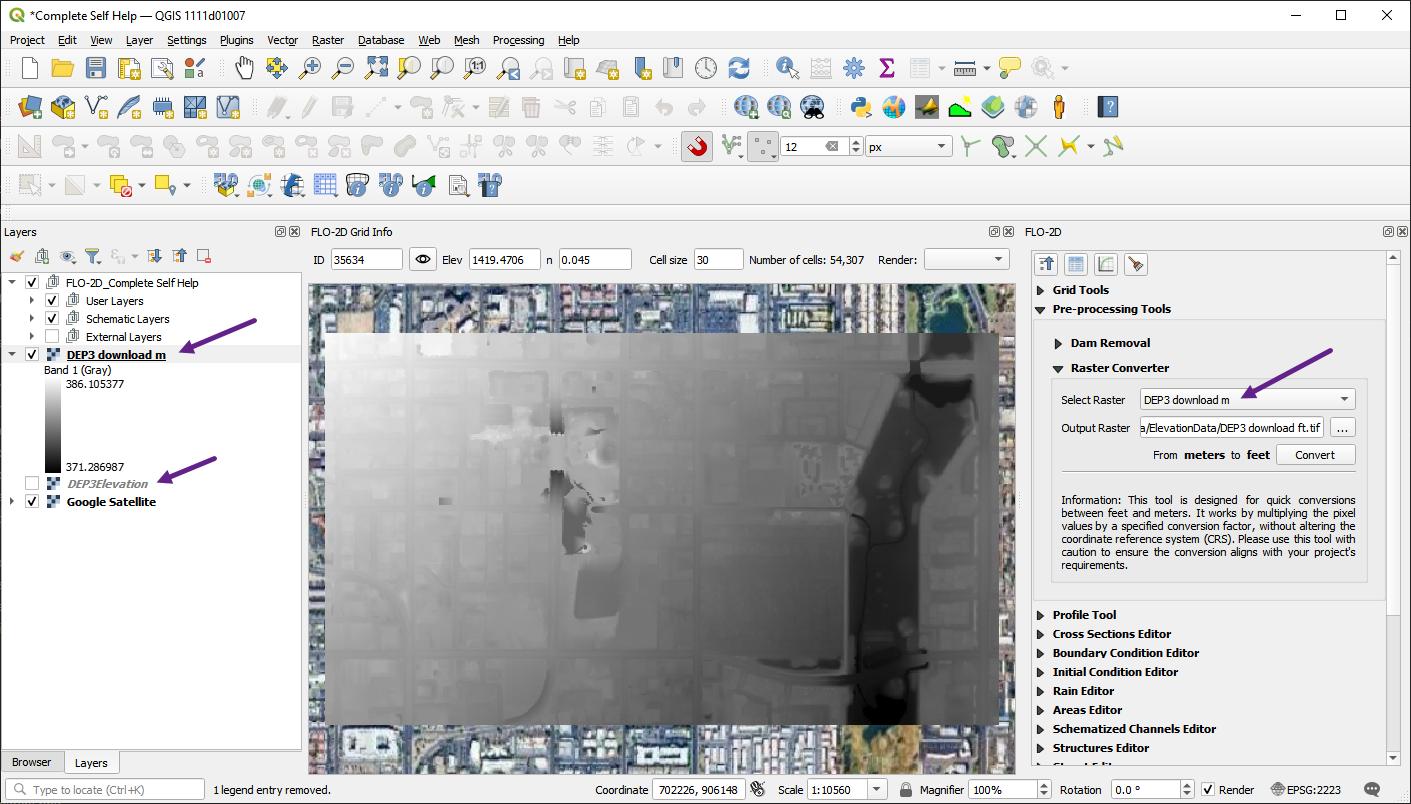 *Complete Self Help — QGIS 1111d01007
Project Edit View Layer Settings Plugins Vector Raster Database Web Mesh Processing Help
1:1
12 px
Layers
FLO-2D_Complete Self Help
User Layers
Schematic Layers
External Layers
DEP3 download m
Band 1 (Gray)
386.105377
371.286987
DEP3Elevation
Google Satellite
Browser Layers
FLO-2D Grid Info
ID 35634 Elev 1419.4706 n 0.045 Cell size 30 Number of cells: 54,307 Render:
FLO-2D
Grid Tools
Pre-processing Tools
Dam Removal
Raster Converter
Select Raster DEP3 download m
Output Raster a/ElevationData/DEP3 download ft.tif ...
From meters to feet Convert
Information: This tool is designed for quick conversions
between feet and meters. It works by multiplying the pixel
values by a specified conversion factor, without altering the
coordinate reference system (CRS). Please use this tool with
caution to ensure the conversion aligns with your project's
requirements.
Profile Tool
Cross Sections Editor
Boundary Condition Editor
Initial Condition Editor
Rain Editor
Areas Editor
Schematized Channels Editor
Structures Editor
Type to locate (Ctrl+K) 1 legend entry removed. Coordinate 702226, 906148 Scale 1:10560 Magnifier 100% Rotation 0.0 ° Render EPSG:2223